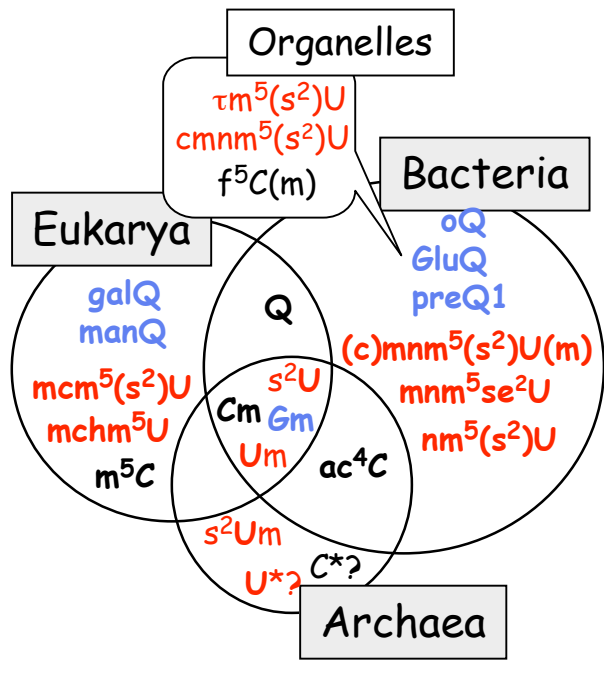 Organelles
τm⁵(s²)U
cmnm⁵(s²)U
f⁵C(m)
Bacteria
Eukarya
oQ
GluQ
preQ1
galQ
manQ
Q
(c)mnm⁵(s²)U(m)
mnm⁵se²U
nm⁵(s²)U
mcm⁵(s²)U
mchm⁵U
m⁵C
s²U
Cm Gm
Um
ac⁴C
s²Um
U*? C*?
Archaea